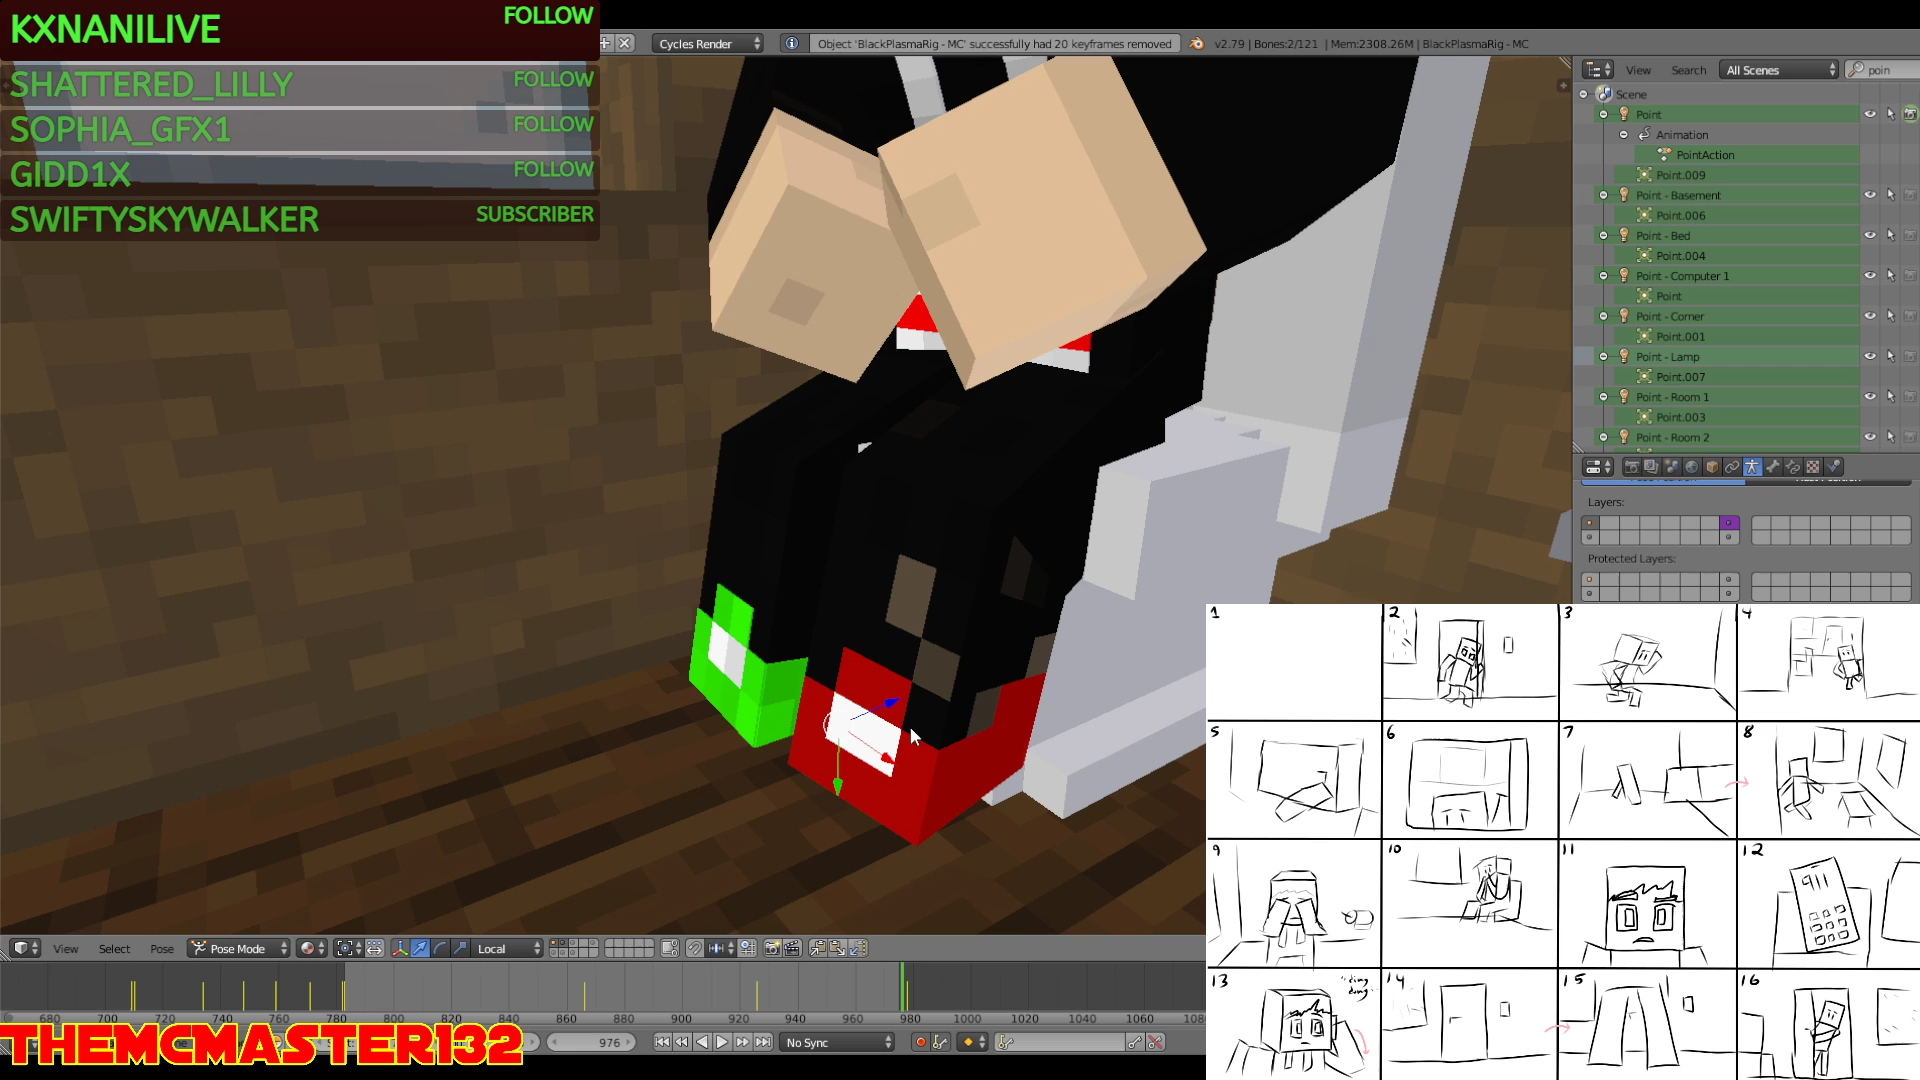 KXNANILIVE FOLLOW
SHATTERED_LILLY FOLLOW
SOPHIA_GFX1 FOLLOW
GIDD1X FOLLOW
SWIFTYSKYWALKER SUBSCRIBER
Cycles Render
Object 'BlackPlasmaRig - MC' successfully had 20 keyframes removed
v2.79 | Bones:2/121 | Mem:2308.26M | BlackPlasmaRig - MC
View Search All Scenes poin
Scene
Point
Animation
PointAction
Point.009
Point - Basement
Point.006
Point - Bed
Point.004
Point - Computer 1
Point
Point - Corner
Point.001
Point - Lamp
Point.007
Point - Room 1
Point.003
Point - Room 2
Layers:
Protected Layers:
1 2 3 4
5 6 7 8
9 10 11 12
911
13 14 15 16
"ding
dong"
View Select Pose Pose Mode Local
680 700 720 740 760 780 800 820 840 860 880 900 920 940 960 980 1000 1020 1040 1060 108
976 No Sync
THEMCMASTER132